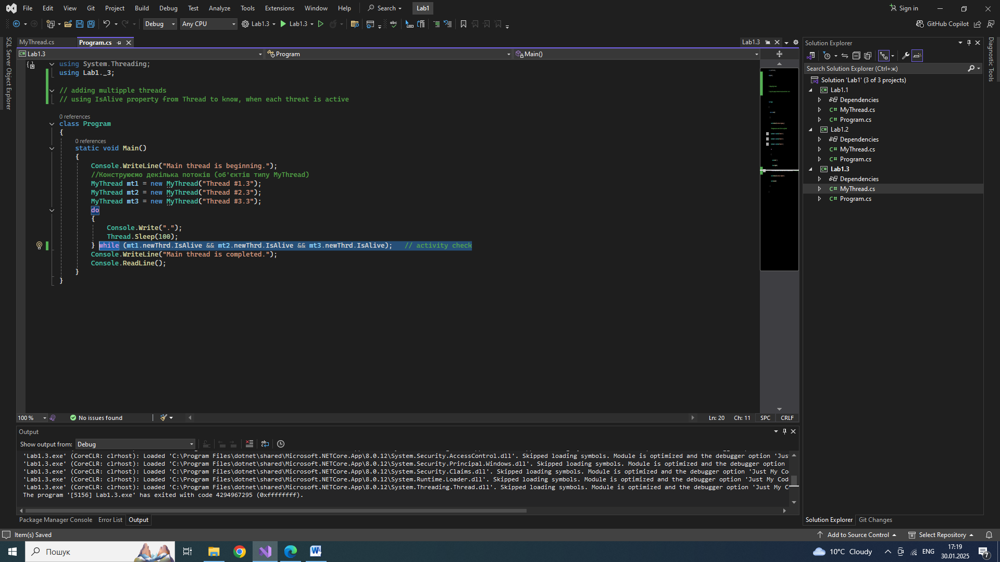 File Edit View Git Project Build Debug Test Analyze Tools Extensions Window Help Search Lab1 Sign in
Debug Any CPU Lab1.3 Lab1.3 GitHub Copilot
SQL Server Object Explorer
MyThread.cs Program.cs Lab1.3
Lab1.3 Program Main()
using System.Threading;
using Lab1._3;
// adding multipple threads
// using IsAlive property from Thread to know, when each threat is active
0 references
class Program
{
0 references
static void Main()
{
Console.WriteLine("Main thread is beginning.");
//Конструюємо декілька потоків (об'єктів типу MyThread)
MyThread mt1 = new MyThread("Thread #1.3");
MyThread mt2 = new MyThread("Thread #2.3");
MyThread mt3 = new MyThread("Thread #3.3");
do
{
Console.Write(".");
Thread.Sleep(100);
} while (mt1.newThrd.IsAlive && mt2.newThrd.IsAlive && mt3.newThrd.IsAlive); // activity check
Console.WriteLine("Main thread is completed.");
Console.ReadLine();
}
}
100 % No issues found Ln: 20 Ch: 11 SPC CRLF
Output
Show output from: Debug
'Lab1.3.exe' (CoreCLR: clrhost): Loaded 'C:\Program Files\dotnet\shared\Microsoft.NETCore.App\8.0.12\System.Security.AccessControl.dll'. Skipped loading symbols. Module is optimized and the debugger option 'Jus
'Lab1.3.exe' (CoreCLR: clrhost): Loaded 'C:\Program Files\dotnet\shared\Microsoft.NETCore.App\8.0.12\System.Security.Principal.Windows.dll'. Skipped loading symbols. Module is optimized and the debugger option
'Lab1.3.exe' (CoreCLR: clrhost): Loaded 'C:\Program Files\dotnet\shared\Microsoft.NETCore.App\8.0.12\System.Security.Claims.dll'. Skipped loading symbols. Module is optimized and the debugger option 'Just My Co
'Lab1.3.exe' (CoreCLR: clrhost): Loaded 'C:\Program Files\dotnet\shared\Microsoft.NETCore.App\8.0.12\System.Runtime.Loader.dll'. Skipped loading symbols. Module is optimized and the debugger option 'Just My Cod
'Lab1.3.exe' (CoreCLR: clrhost): Loaded 'C:\Program Files\dotnet\shared\Microsoft.NETCore.App\8.0.12\System.Threading.Thread.dll'. Skipped loading symbols. Module is optimized and the debugger option 'Just My C
The program '[5156] Lab1.3.exe' has exited with code 4294967295 (0xffffffff).
Package Manager Console Error List Output
Solution Explorer
Search Solution Explorer (Ctrl+ж)
Solution 'Lab1' (3 of 3 projects)
Lab1.1
Dependencies
C# MyThread.cs
C# Program.cs
Lab1.2
Dependencies
C# MyThread.cs
C# Program.cs
Lab1.3
Dependencies
C# MyThread.cs
C# Program.cs
Solution Explorer Git Changes
Diagnostic Tools
Item(s) Saved Add to Source Control Select Repository
Пошук 10°C Cloudy ENG 17:19
30.01.2025 7